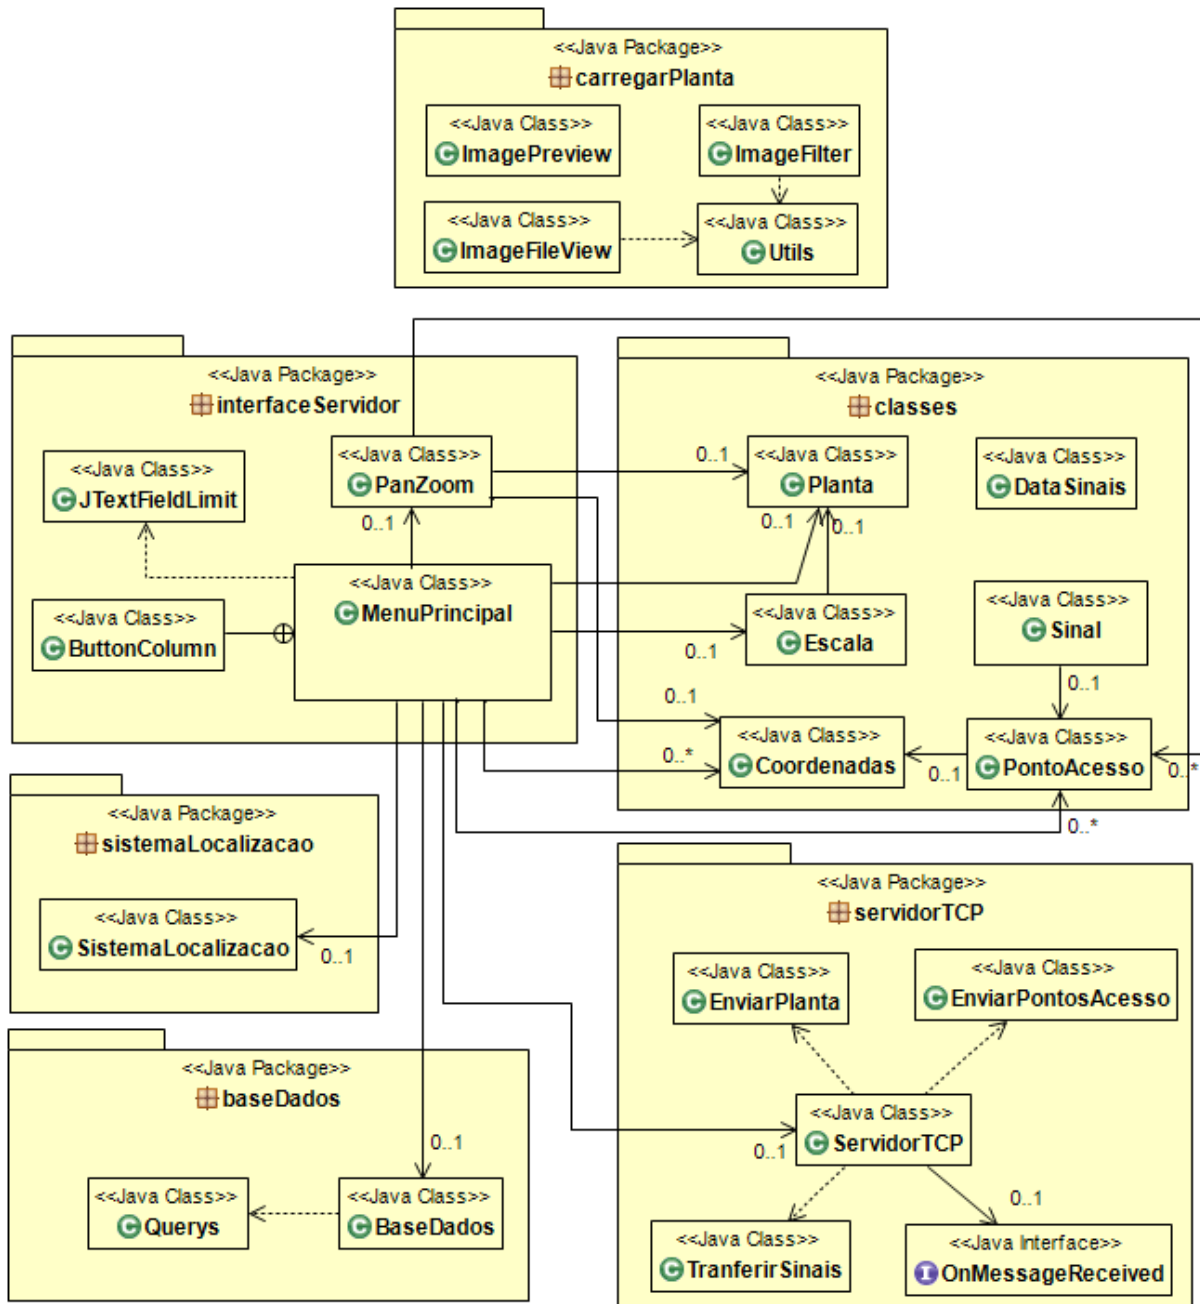 <<Java Package>>
carregarPlanta
<<Java Class>>
ImagePreview
<<Java Class>>
ImageFilter
<<Java Class>>
ImageFileView
<<Java Class>>
Utils
<<Java Package>>
interfaceServidor
<<Java Class>>
JTextFieldLimit
<<Java Class>>
PanZoom
0..1
<<Java Class>>
MenuPrincipal
<<Java Class>>
ButtonColumn
<<Java Package>>
classes
0..1
<<Java Class>>
Planta
<<Java Class>>
DataSinais
0..1
0..1
<<Java Class>>
Escala
0..1
<<Java Class>>
Sinal
0..1
0..1
<<Java Class>>
Coordenadas
0..*
0..1
<<Java Class>>
PontoAcesso
0..*
0..*
<<Java Package>>
sistemaLocalizacao
<<Java Class>>
SistemaLocalizacao
0..1
<<Java Package>>
servidorTCP
<<Java Class>>
EnviarPlanta
<<Java Class>>
EnviarPontosAcesso
<<Java Class>>
ServidorTCP
0..1
0..1
<<Java Class>>
TranferirSinais
<<Java Interface>>
OnMessageReceived
<<Java Package>>
baseDados
0..1
<<Java Class>>
Querys
<<Java Class>>
BaseDados